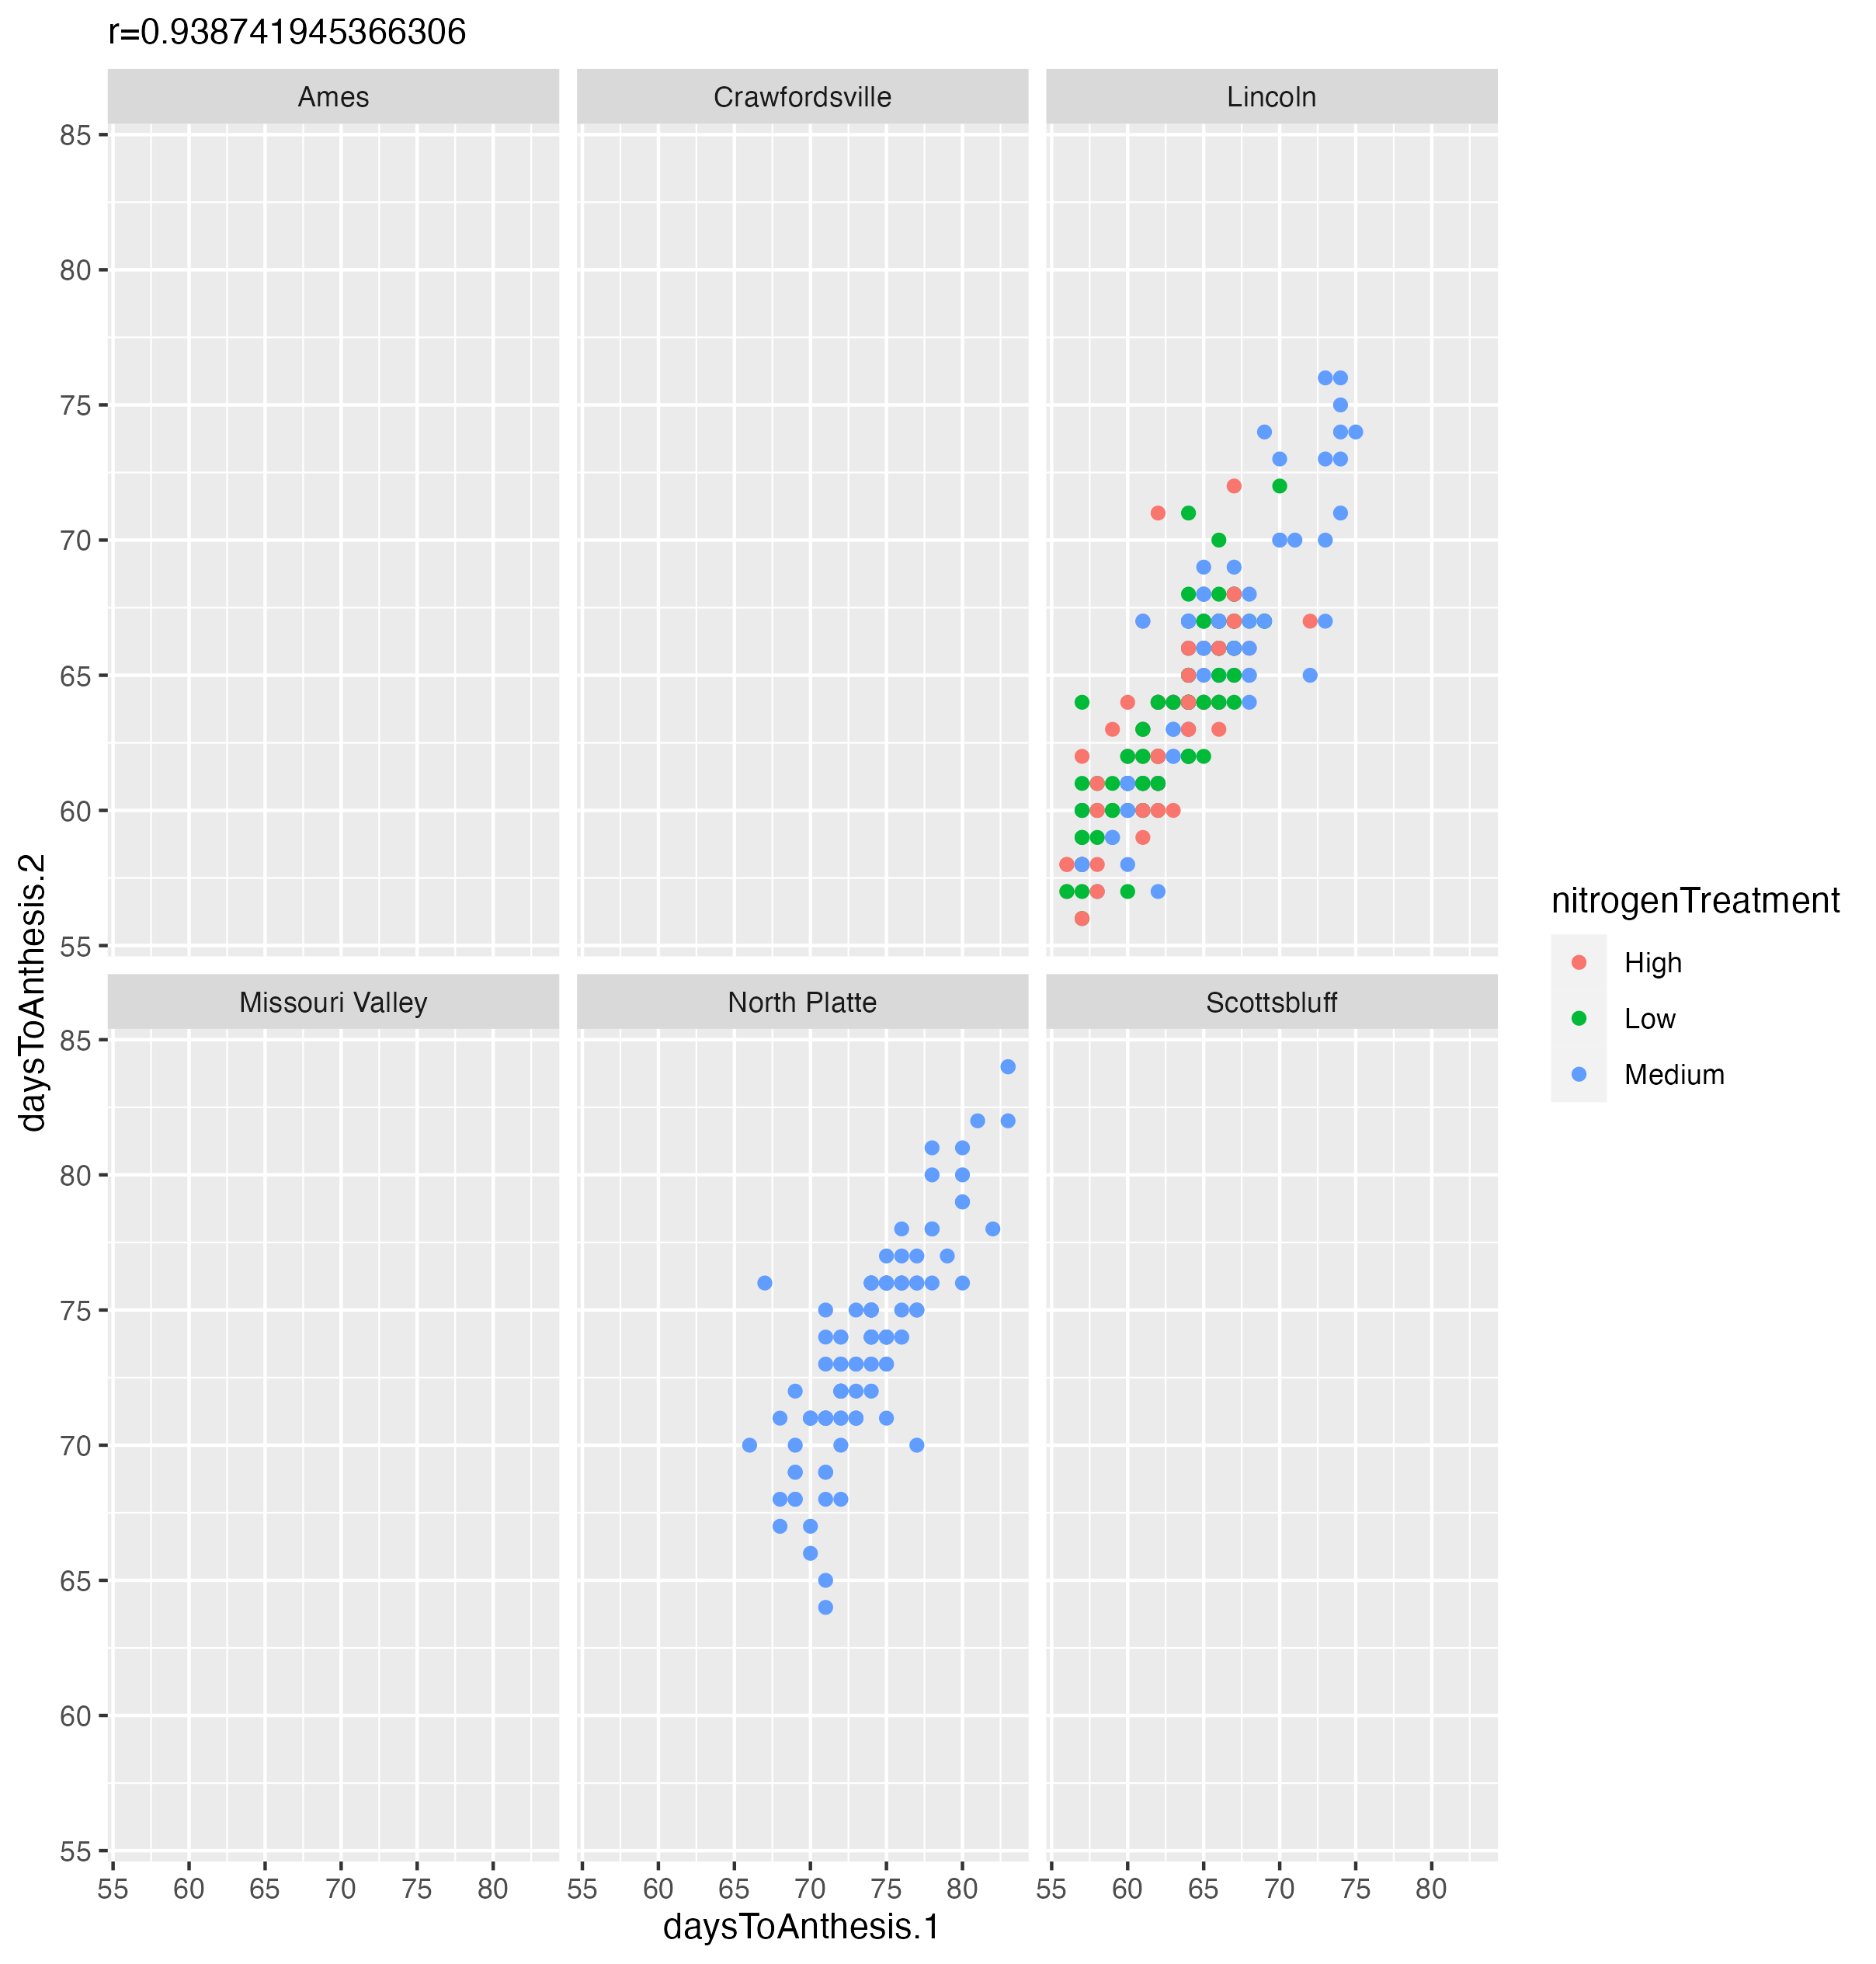 r=0.938741945366306
Ames Crawfordsville Lincoln
85
80
75
70
65
60
55
Missouri Valley North Platte Scottsbluff
85
80
75
70
65
60
55
55 60 65 70 75 80 55 60 65 70 75 80 55 60 65 70 75 80
daysToAnthesis.1
daysToAnthesis.2
nitrogenTreatment
High
Low
Medium